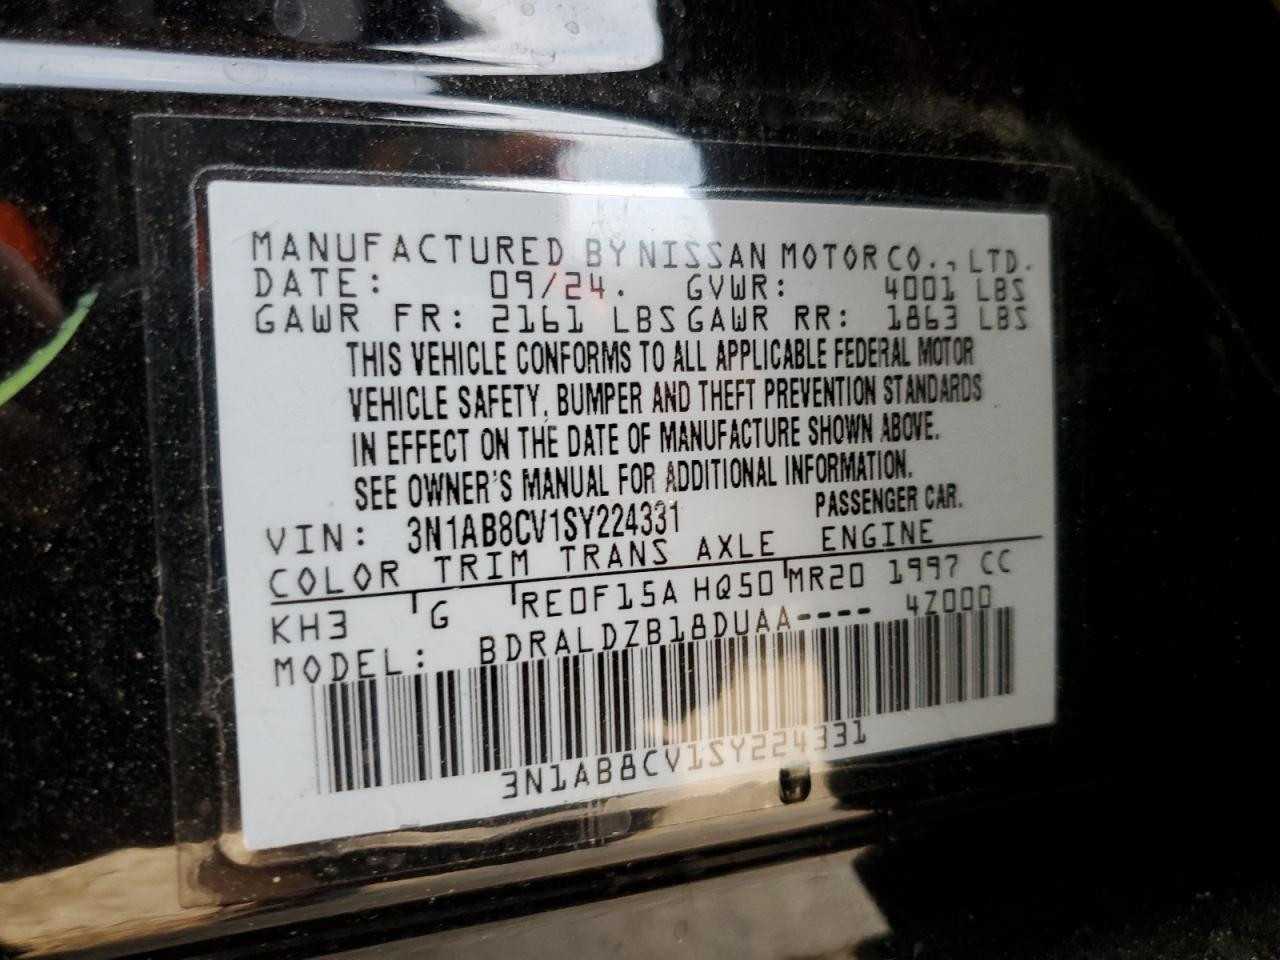 MANUFACTURED BY NISSAN MOTOR CO., LTD.
DATE: 09/24. GVWR: 4001 LBS
GAWR FR: 2161 LBS GAWR RR: 1863 LBS
THIS VEHICLE CONFORMS TO ALL APPLICABLE FEDERAL MOTOR
VEHICLE SAFETY, BUMPER AND THEFT PREVENTION STANDARDS
IN EFFECT ON THE DATE OF MANUFACTURE SHOWN ABOVE.
SEE OWNER'S MANUAL FOR ADDITIONAL INFORMATION.
VIN: 3N1AB8CV1SY224331 PASSENGER CAR.
COLOR TRIM TRANS AXLE ENGINE
KH3 G RE0F15A HQ50 MR20 1997 CC
MODEL: BDRALDZB18DUAA---- 4Z000
3N1AB8CV1SY224331